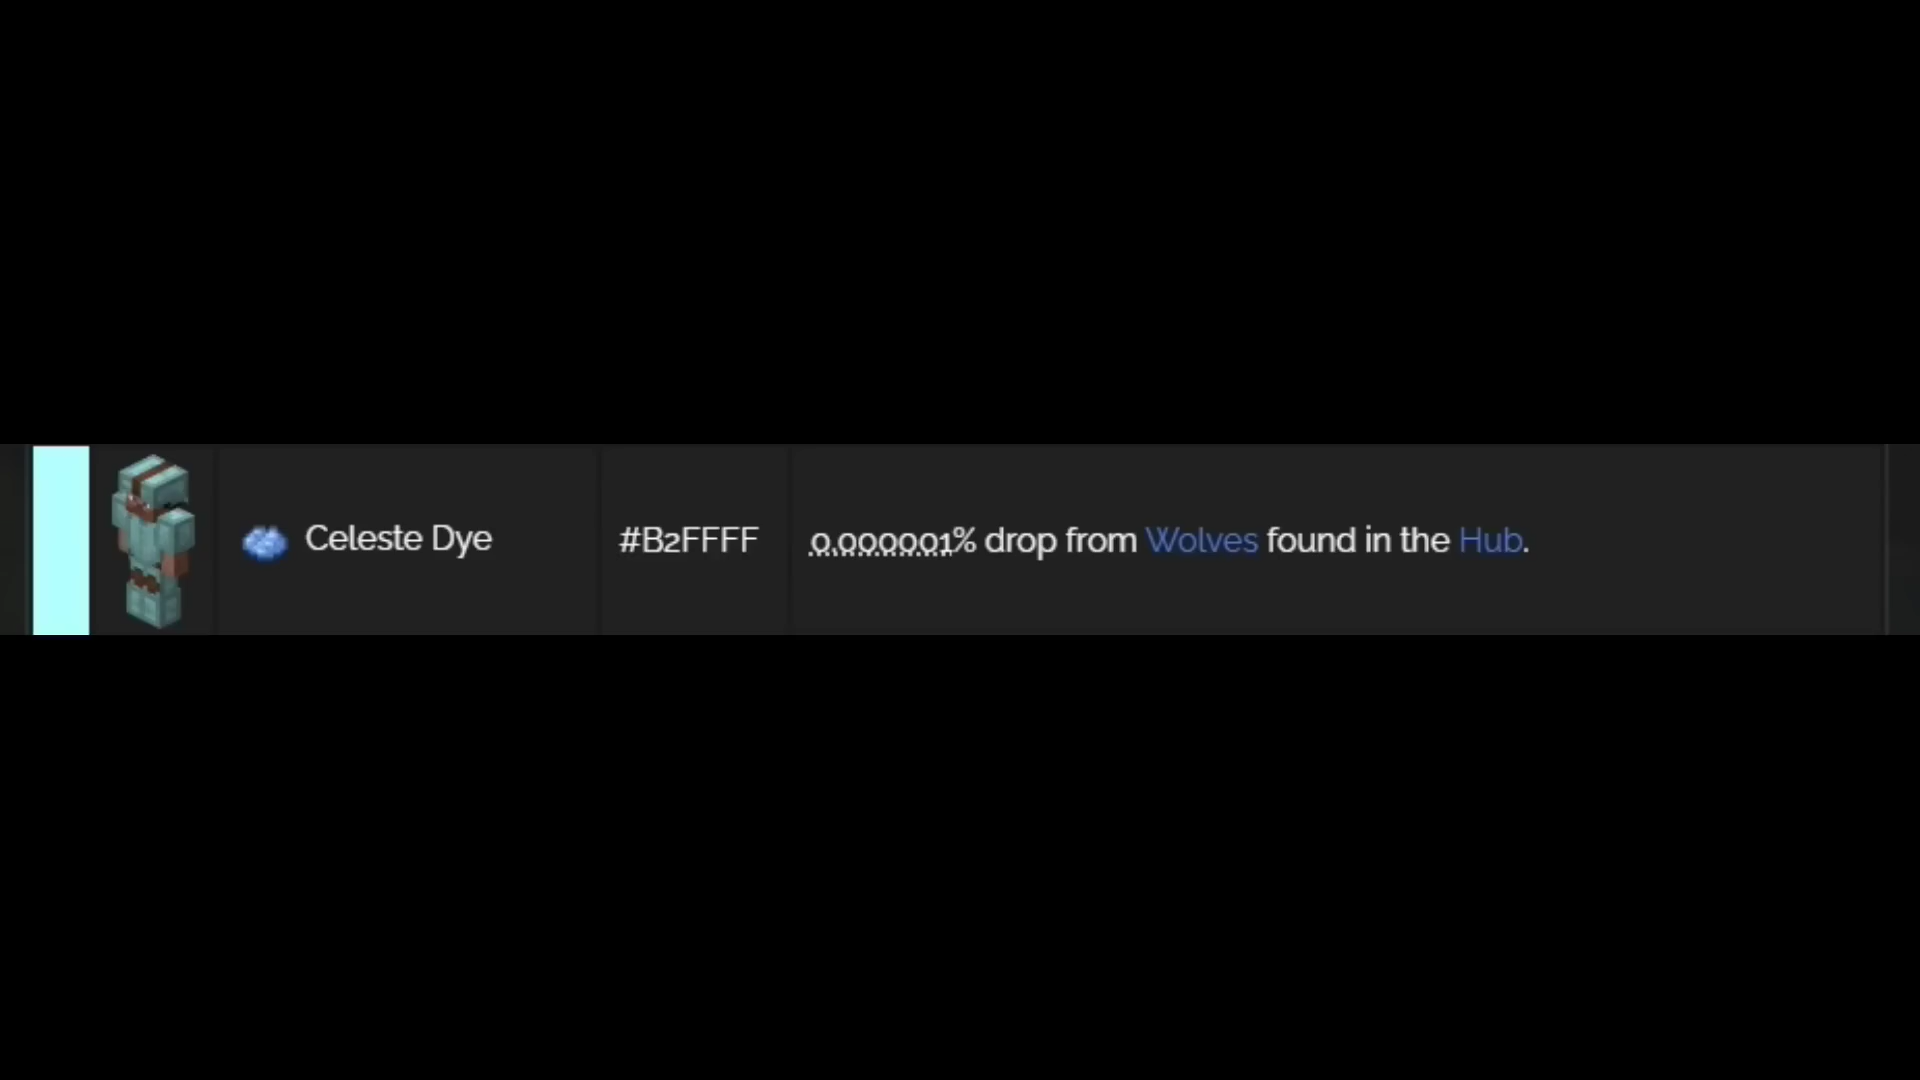 Celeste Dye #B2FFFF 0.000001% drop from Wolves found in the Hub.